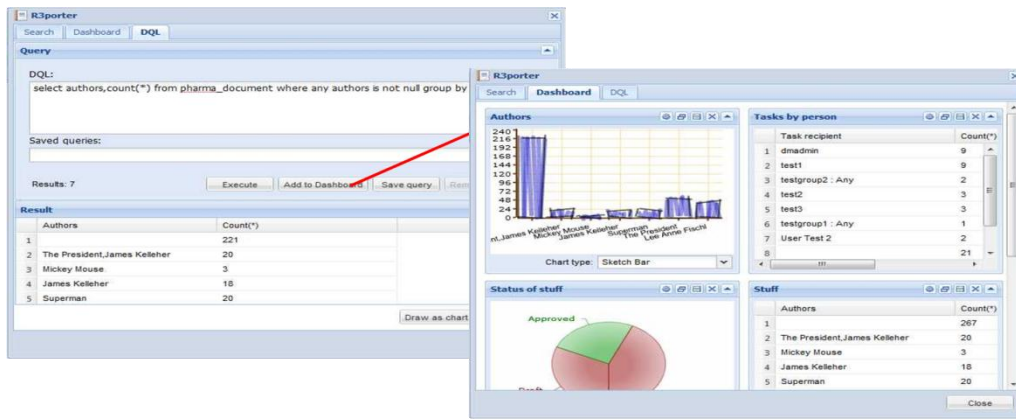 R3porter
Search Dashboard DQL
Query
DQL:
select authors,count(*) from pharma_document where any authors is not null group by
Saved queries:
Results: 7 Execute Add to Dashboard Save query
Result
Authors Count(*)
1 221
2 The President,James Kelleher 20
3 Mickey Mouse 3
4 James Kelleher 18
5 Superman 20
Draw as chart
R3porter
Search Dashboard DQL
Authors
240
216
192
168
144
120
96
72
48
24
0
nt,James Kelleher Mickey Mouse James Kelleher Superman The President Lee Anne Fischl
Chart type: Sketch Bar
Tasks by person
Task recipient Count(*)
1 dmadmin 9
2 test1 9
3 testgroup2 : Any 2
4 test2 3
5 test3 3
6 testgroup1 : Any 1
7 User Test 2 2
8 21
Status of stuff
Approved
Draft
Stuff
Authors Count(*)
1 267
2 The President,James Kelleher 20
3 Mickey Mouse 3
4 James Kelleher 18
5 Superman 20
Close